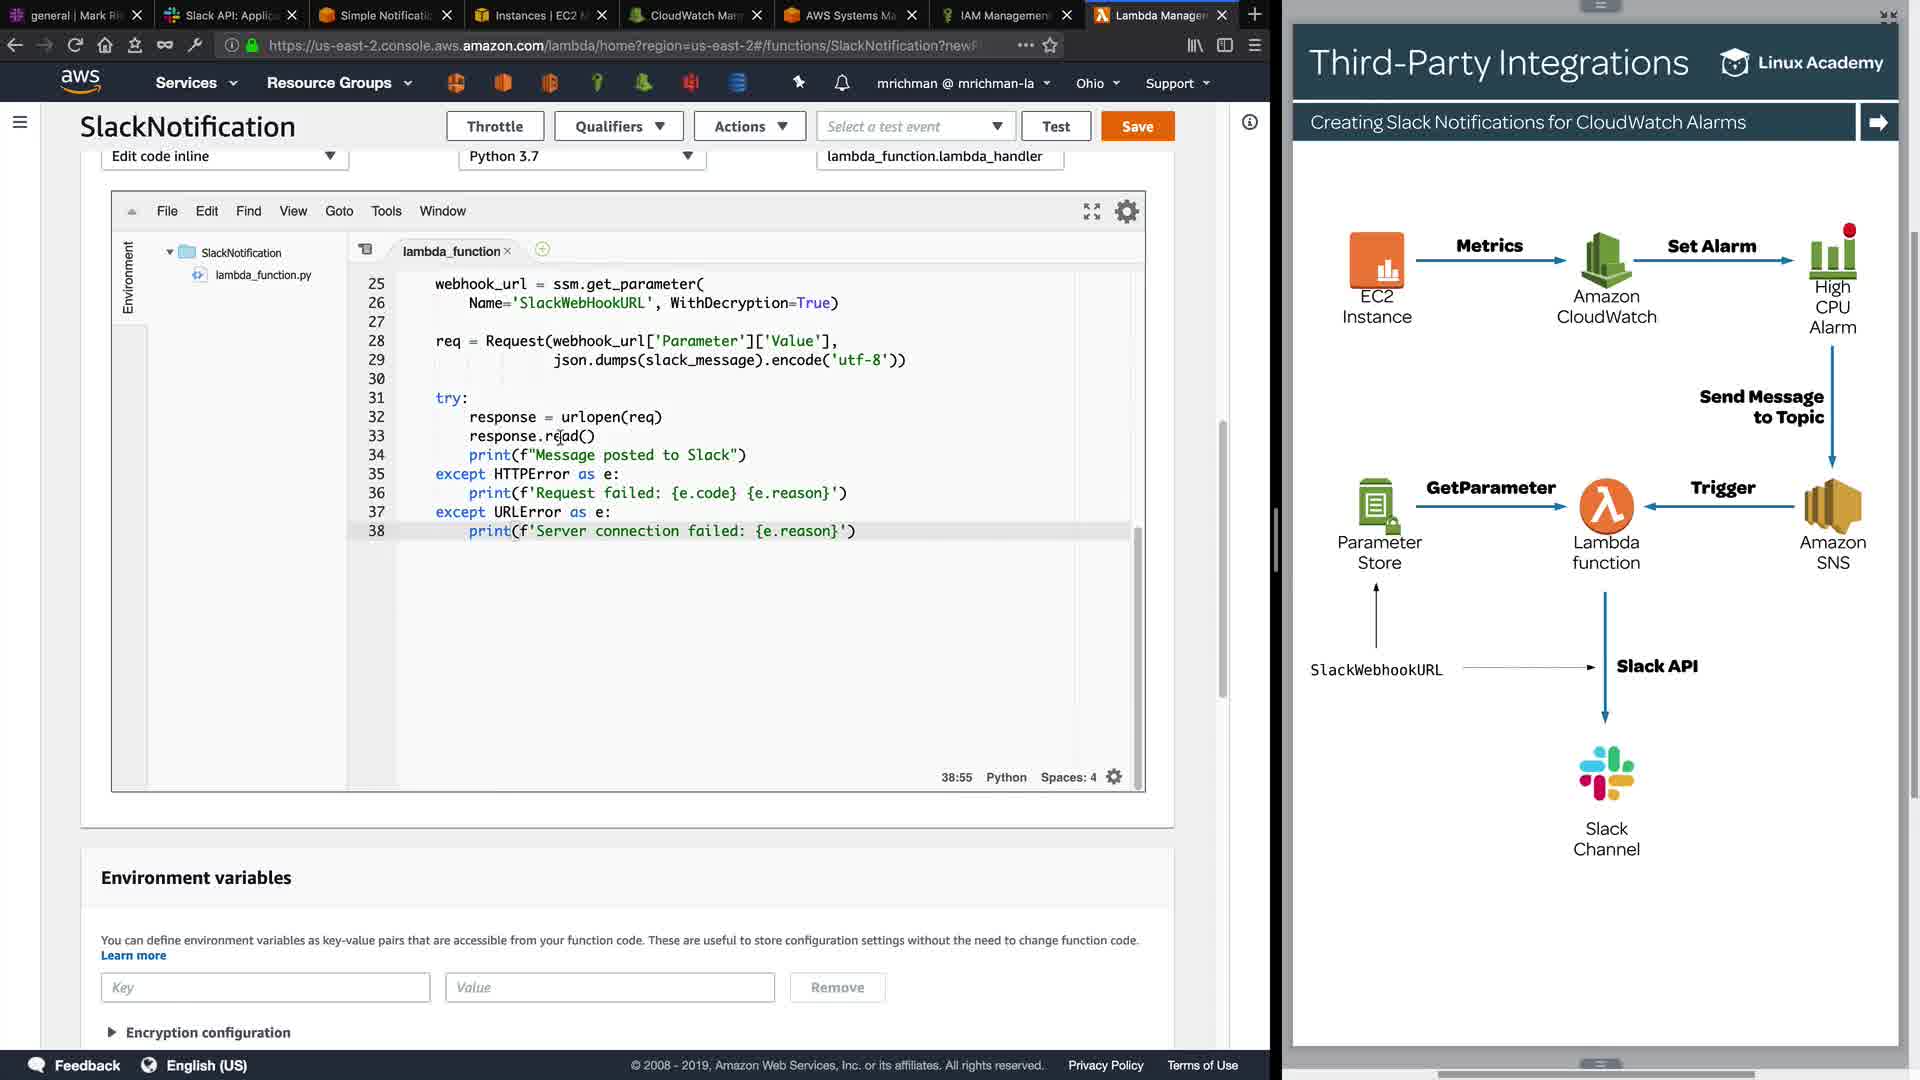 general | Mark Ri
Slack API: Applic
Simple Notificatio
Instances | EC2 M
CloudWatch Man
AWS Systems Ma
IAM Management
Lambda Manager
https://us-east-2.console.aws.amazon.com/lambda/home?region=us-east-2#/functions/SlackNotification?newF
aws
Services
Resource Groups
mrichman @ mrichman-la
Ohio
Support
SlackNotification
Throttle
Qualifiers
Actions
Select a test event
Test
Save
Edit code inline
Python 3.7
lambda_function.lambda_handler
File Edit Find View Goto Tools Window
Environment
SlackNotification
lambda_function.py
lambda_function
25 webhook_url = ssm.get_parameter(
26 Name='SlackWebHookURL', WithDecryption=True)
27
28 req = Request(webhook_url['Parameter']['Value'],
29 json.dumps(slack_message).encode('utf-8'))
30
31 try:
32 response = urlopen(req)
33 response.read()
34 print(f"Message posted to Slack")
35 except HTTPError as e:
36 print(f'Request failed: {e.code} {e.reason}')
37 except URLError as e:
38 print(f'Server connection failed: {e.reason}')
38:55 Python Spaces: 4
Environment variables
You can define environment variables as key-value pairs that are accessible from your function code. These are useful to store configuration settings without the need to change function code.
Learn more
Key
Value
Remove
Encryption configuration
Feedback
English (US)
© 2008 - 2019, Amazon Web Services, Inc. or its affiliates. All rights reserved.
Privacy Policy
Terms of Use
Third-Party Integrations
Linux Academy
Creating Slack Notifications for CloudWatch Alarms
EC2
Instance
Metrics
Amazon
CloudWatch
Set Alarm
High
CPU
Alarm
Send Message
to Topic
Parameter
Store
GetParameter
Lambda
function
Trigger
Amazon
SNS
SlackWebhookURL
Slack API
Slack
Channel